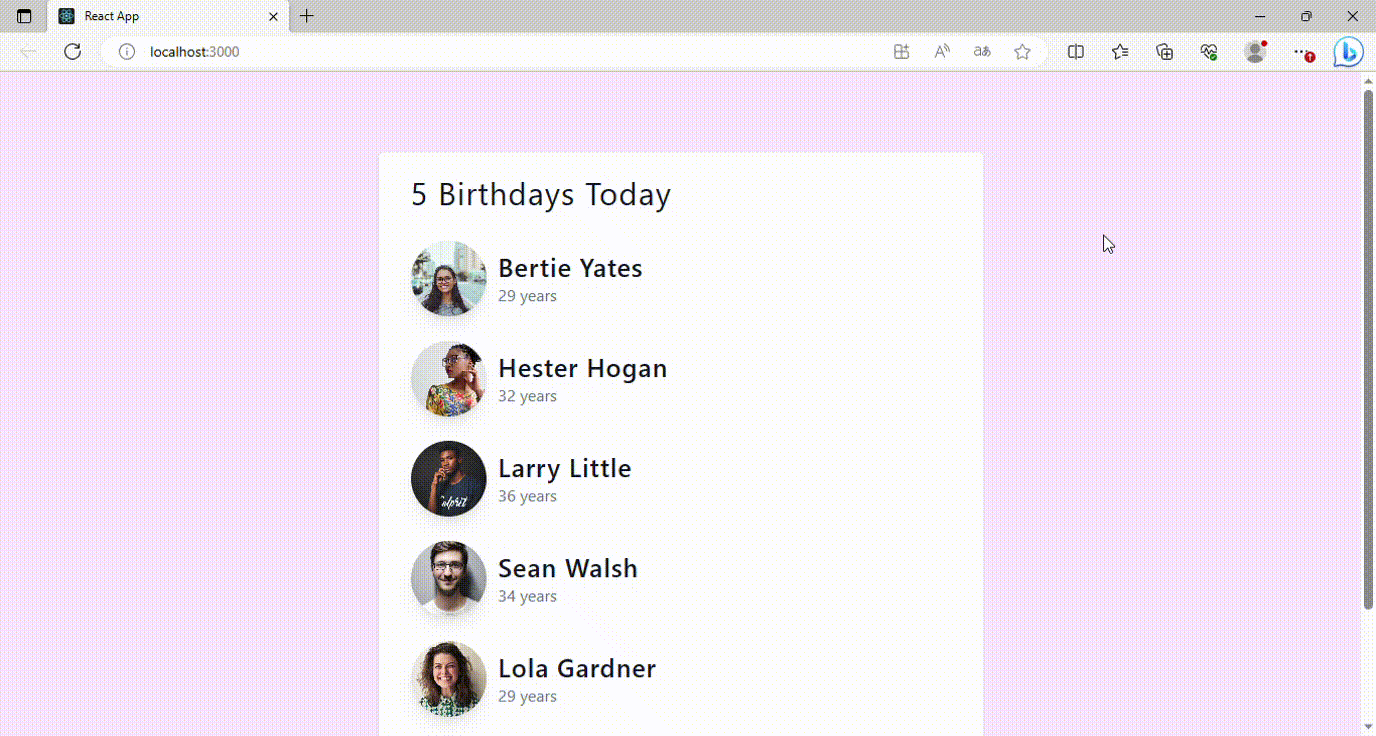 React App
localhost:3000
5 Birthdays Today
Bertie Yates
29 years
Hester Hogan
32 years
Larry Little
36 years
Sean Walsh
34 years
Lola Gardner
29 years